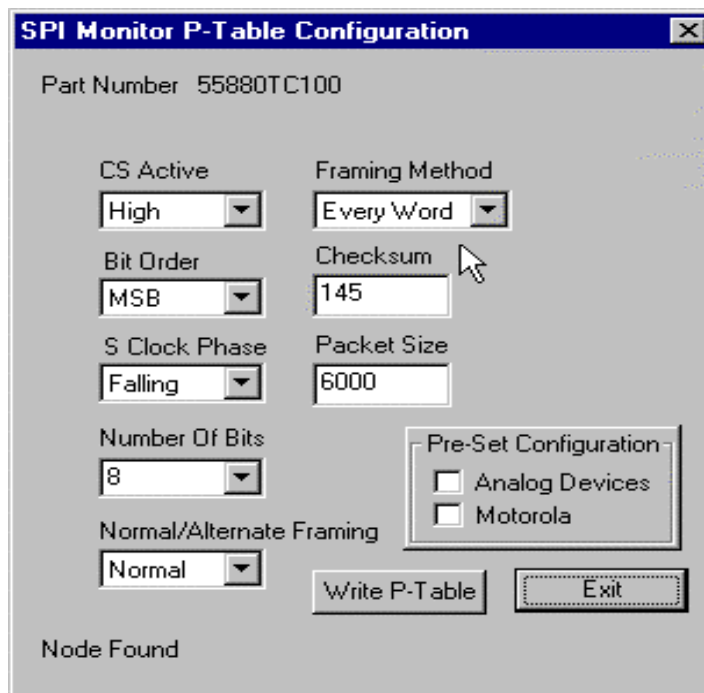 SPI Monitor P-Table Configuration
Part Number 55880TC100
CS Active
High
Framing Method
Every Word
Bit Order
MSB
Checksum
145
S Clock Phase
Falling
Packet Size
6000
Number Of Bits
8
Pre-Set Configuration
Analog Devices
Motorola
Normal/Alternate Framing
Normal
Write P-Table
Exit
Node Found